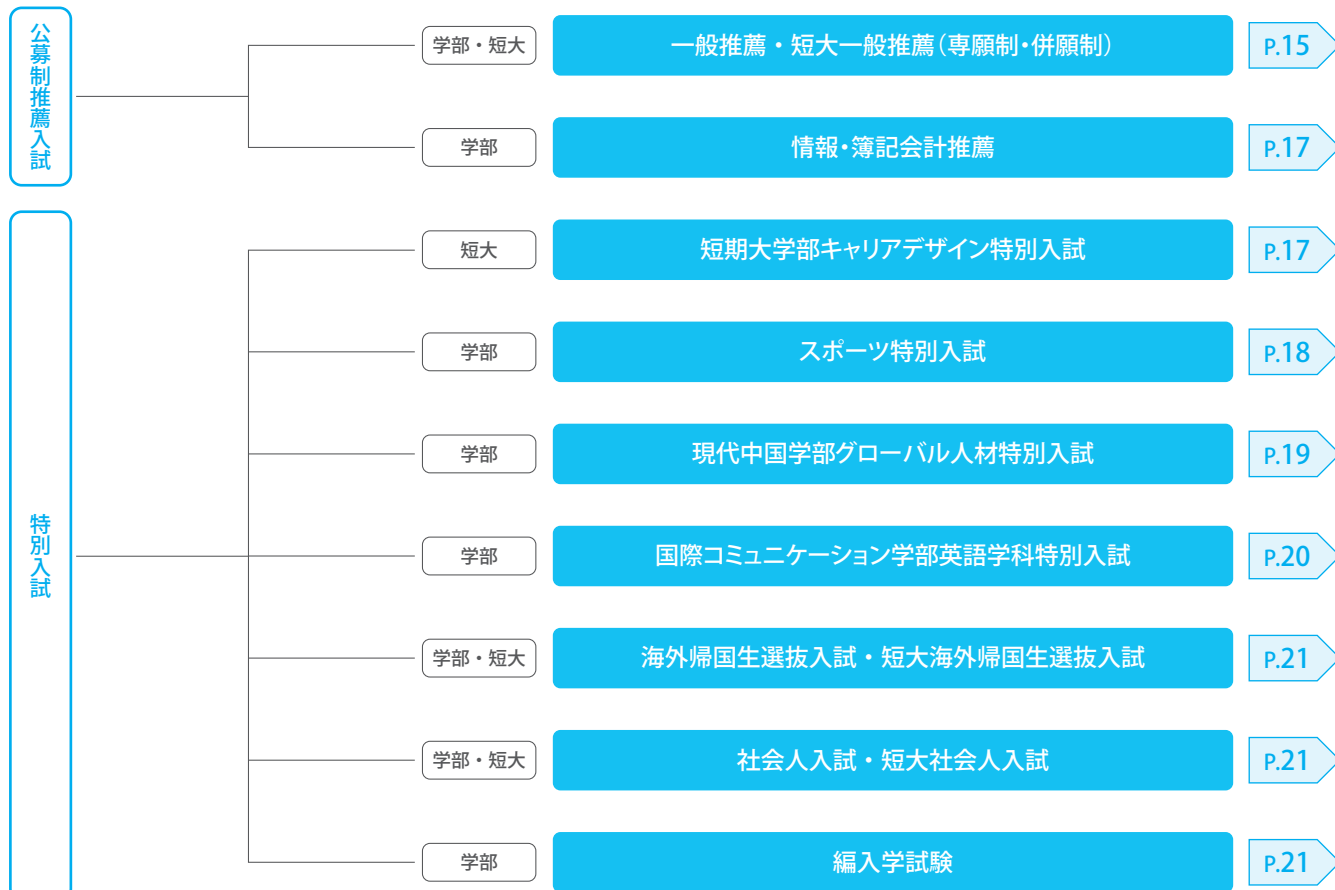 公募制推薦入試
学部・短大
一般推薦・短大一般推薦(専願制・併願制)
P.15
学部
情報・簿記会計推薦
P.17
特別入試
短大
短期大学部キャリアデザイン特別入試
P.17
学部
スポーツ特別入試
P.18
学部
現代中国学部グローバル人材特別入試
P.19
学部
国際コミュニケーション学部英語学科特別入試
P.20
学部・短大
海外帰国生選抜入試・短大海外帰国生選抜入試
P.21
学部・短大
社会人入試・短大社会人入試
P.21
学部
編入学試験
P.21